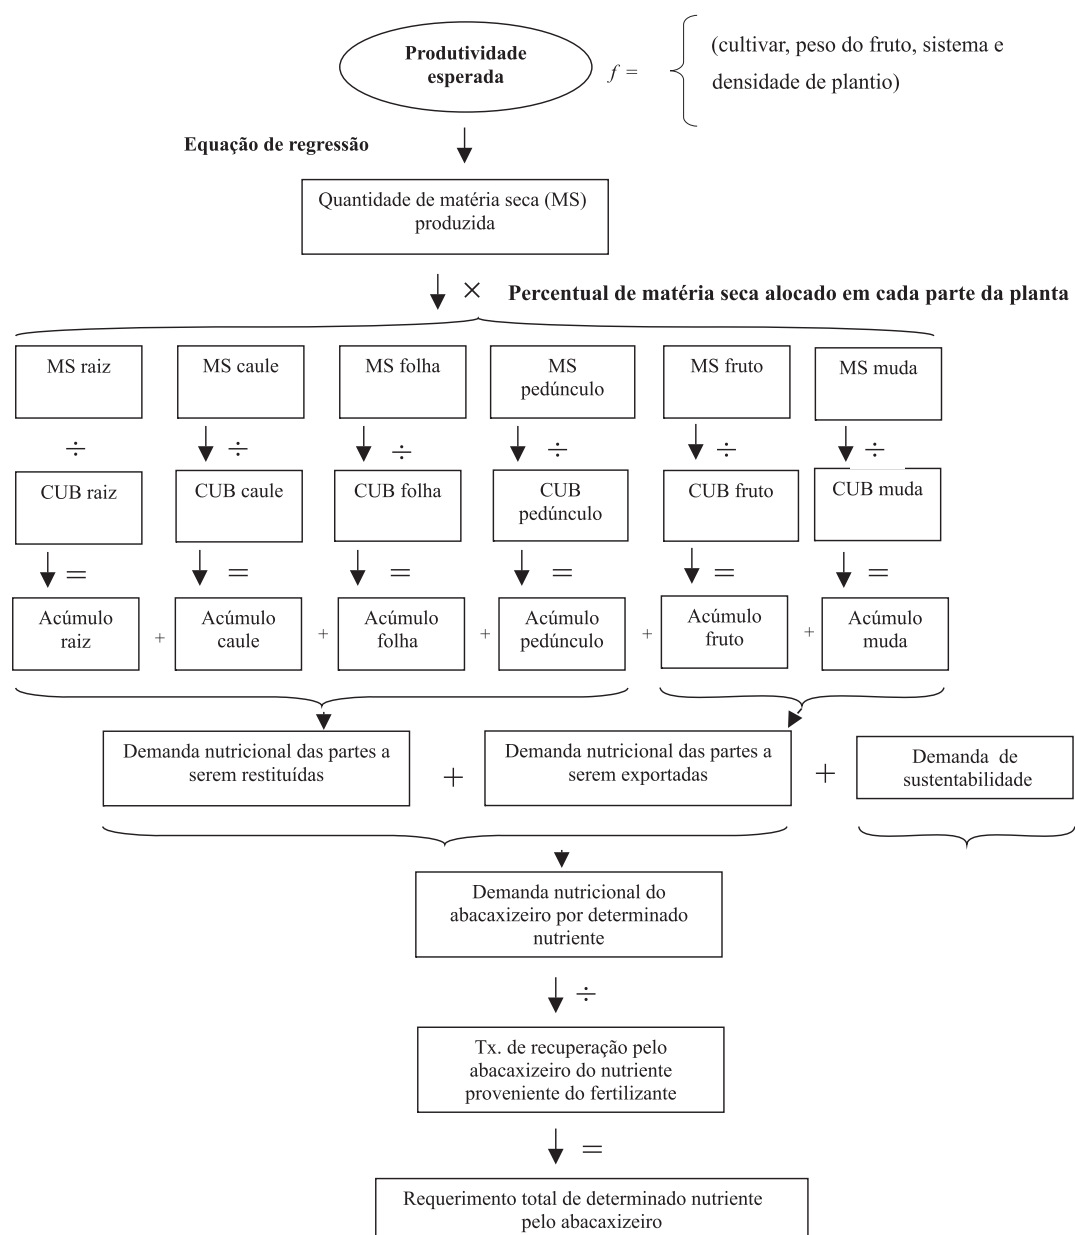 Produtividade
esperada
f =
(cultivar, peso do fruto, sistema e
densidade de plantio)
Equação de regressão
Quantidade de matéria seca (MS)
produzida
× Percentual de matéria seca alocado em cada parte da planta
MS raiz
MS caule
MS folha
MS
pedúnculo
MS fruto
MS muda
÷ ÷ ÷ ÷ ÷ ÷
CUB raiz
CUB caule
CUB folha
CUB
pedúnculo
CUB fruto
CUB muda
= = = = = =
Acúmulo
raiz
+
Acúmulo
caule
+
Acúmulo
folha
+
Acúmulo
pedúnculo
+
Acúmulo
fruto
+
Acúmulo
muda
Demanda nutricional das partes a
serem restituídas
+
Demanda nutricional das partes a
serem exportadas
+
Demanda de
sustentabilidade
Demanda nutricional do
abacaxizeiro por determinado
nutriente
÷
Tx. de recuperação pelo
abacaxizeiro do nutriente
proveniente do fertilizante
=
Requerimento total de determinado nutriente
pelo abacaxizeiro